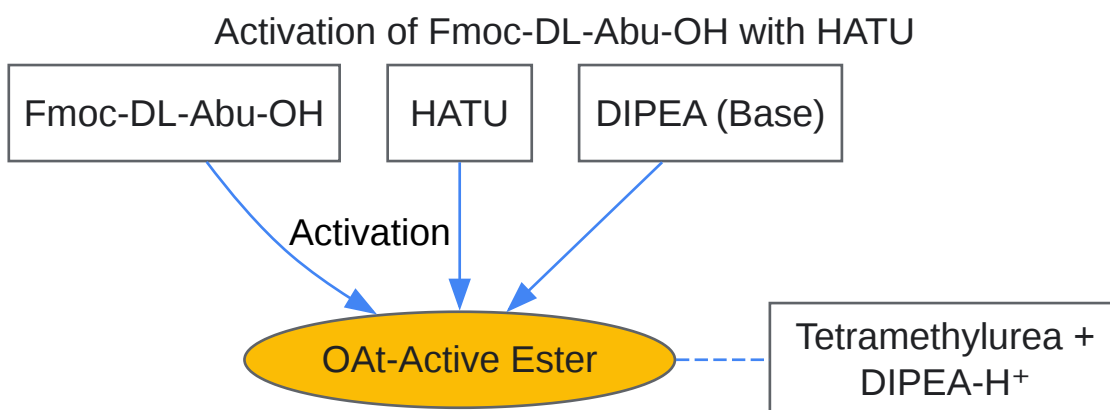 Activation of Fmoc-DL-Abu-OH with HATU
Fmoc-DL-Abu-OH
HATU
DIPEA (Base)
Activation
OAt-Active Ester
Tetramethylurea +
DIPEA-H⁺